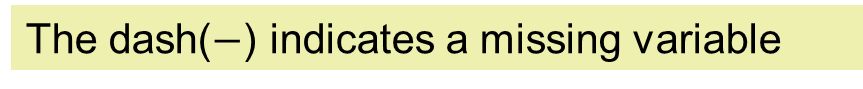 The dash(−) indicates a missing variable